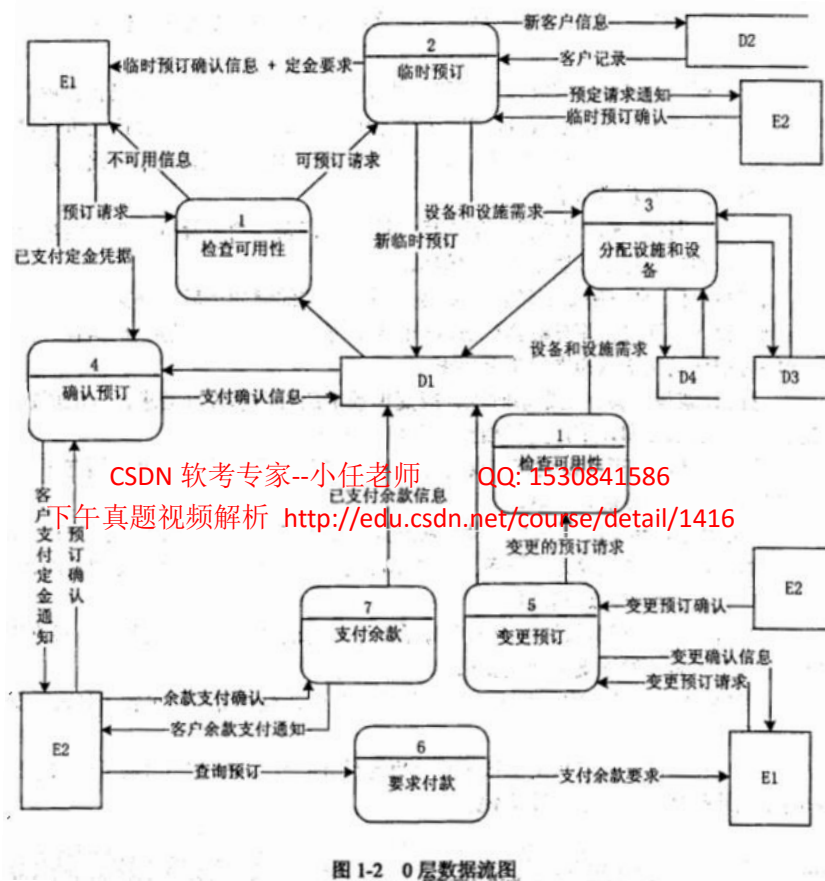 新客户信息
D2
2
临时预订
E1
临时预订确认信息 + 定金要求
客户记录
预定请求通知
E2
临时预订确认
不可用信息
可预订请求
预订请求
1
检查可用性
设备和设施需求
3
分配设施和设备
新临时预订
已支付定金凭据
4
确认预订
支付确认信息
D1
设备和设施需求
D4
D3
1
检查可用性
CSDN 软考专家--小任老师 QQ: 1530841586
已支付余款信息
下午真题视频解析 http://edu.csdn.net/course/detail/1416
客户支付定金通知
预订确认
变更的预订请求
7
支付余款
5
变更预订
变更预订确认
E2
变更确认信息
变更预订请求
余款支付确认
客户余款支付通知
E2
6
要求付款
查询预订
支付余款要求
E1
图 1-2 0 层数据流图